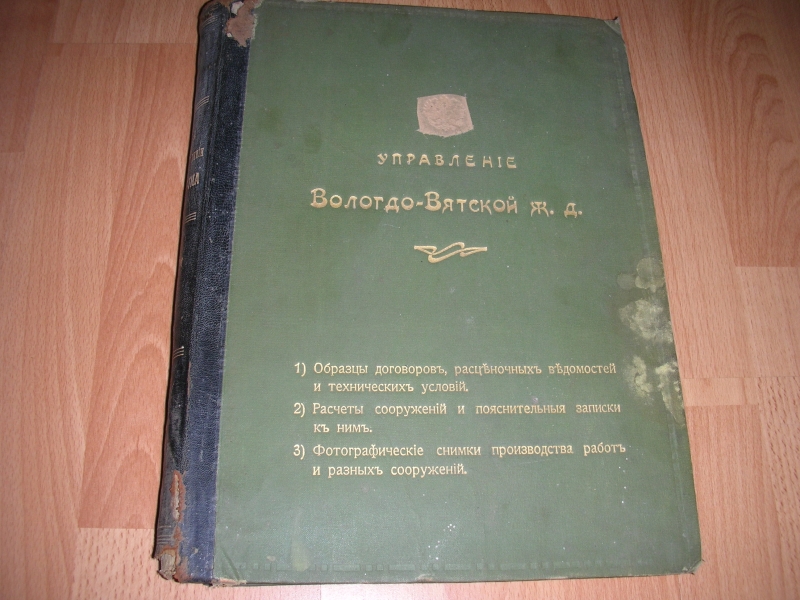 УПРАВЛЕНІЕ
Вологдо-Вятской ж. д.
1) Образцы договоровъ, расцѣночныхъ вѣдомостей
и техническихъ условій.
2) Расчеты сооруженій и пояснительныя записки
къ нимъ.
3) Фотографическіе снимки производства работъ
и разныхъ сооруженій.